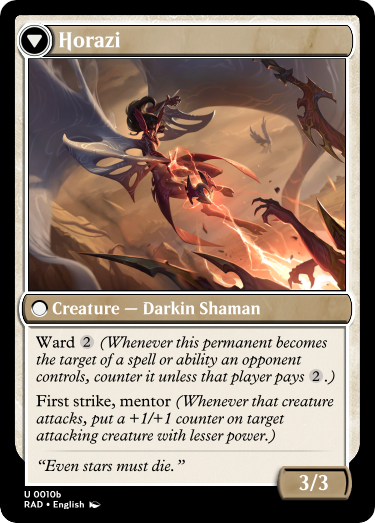 Horazi
Creature — Darkin Shaman
Ward 2 (Whenever this permanent becomes
the target of a spell or ability an opponent
controls, counter it unless that player pays 2.)
First strike, mentor (Whenever that creature
attacks, put a +1/+1 counter on target
attacking creature with lesser power.)
“Even stars must die.”
3/3
U 0010b
RAD • English